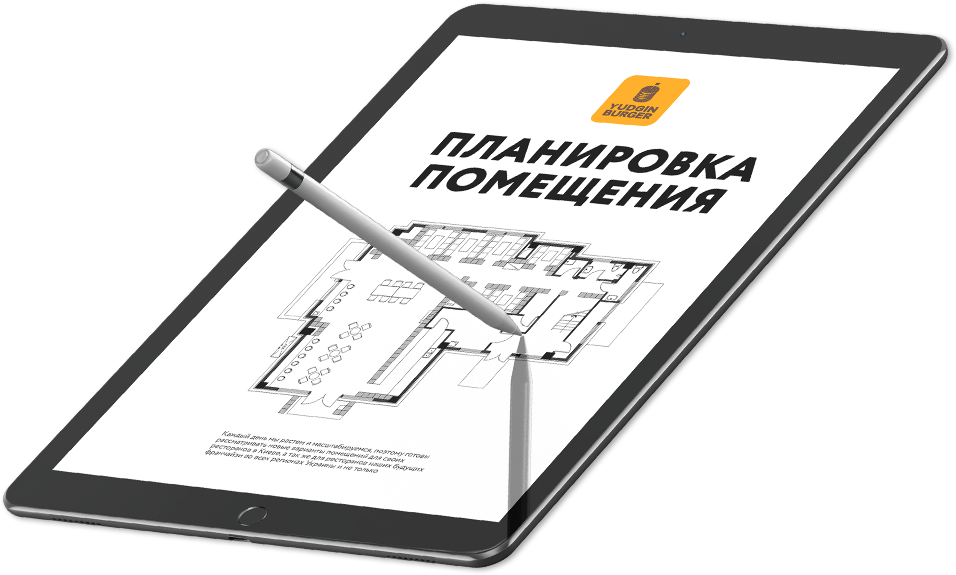 YUDGIN
BURGER
ПЛАНИРОВКА
ПОМЕЩЕНИЯ
Каждый день мы растем и масштабируемся, поэтому готовы
рассматривать новые варианты помещений для своих
ресторанов в Киеве, а так же для ресторанов наших будущих
франчайзи во всех регионах Украины и не только